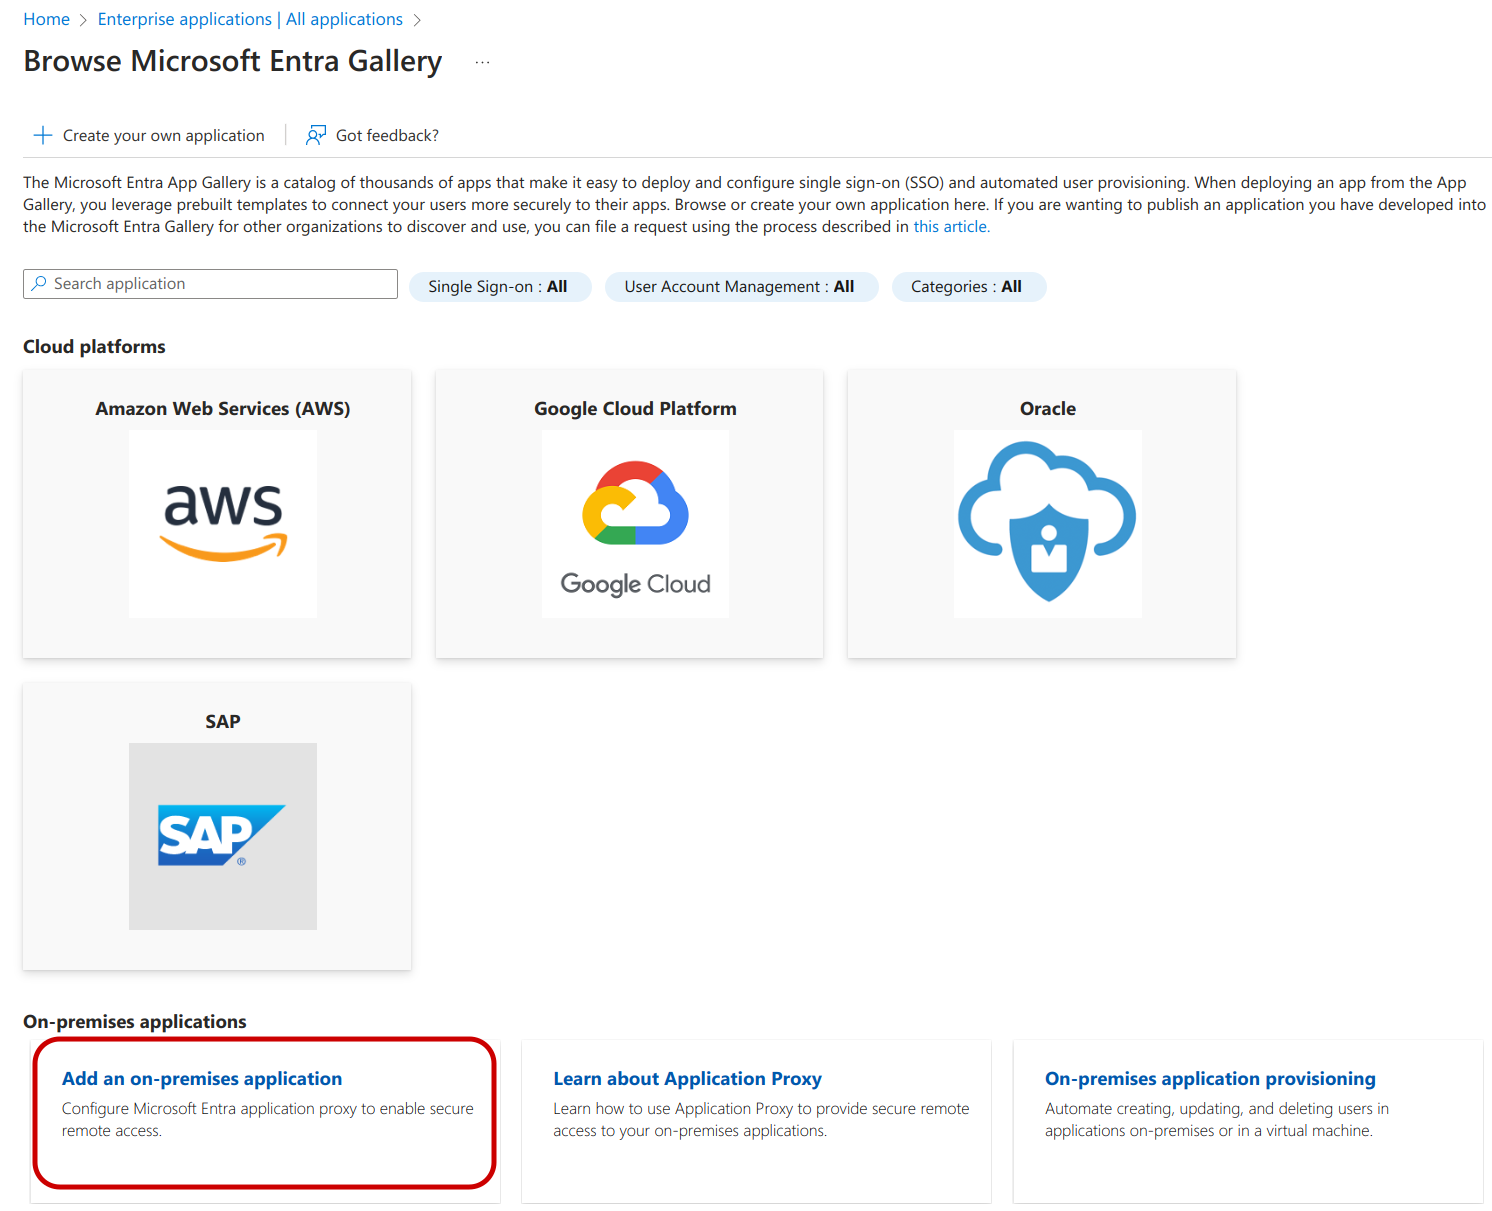 Home > Enterprise applications | All applications >
Browse Microsoft Entra Gallery ...
Create your own application | Got feedback?
The Microsoft Entra App Gallery is a catalog of thousands of apps that make it easy to deploy and configure single sign-on (SSO) and automated user provisioning. When deploying an app from the App
Gallery, you leverage prebuilt templates to connect your users more securely to their apps. Browse or create your own application here. If you are wanting to publish an application you have developed into
the Microsoft Entra Gallery for other organizations to discover and use, you can file a request using the process described in this article.
Search application
Single Sign-on : All
User Account Management : All
Categories : All
Cloud platforms
Amazon Web Services (AWS)
aws
Google Cloud Platform
Google Cloud
Oracle
SAP
SAP®
On-premises applications
Add an on-premises application
Configure Microsoft Entra application proxy to enable secure
remote access.
Learn about Application Proxy
Learn how to use Application Proxy to provide secure remote
access to your on-premises applications.
On-premises application provisioning
Automate creating, updating, and deleting users in
applications on-premises or in a virtual machine.